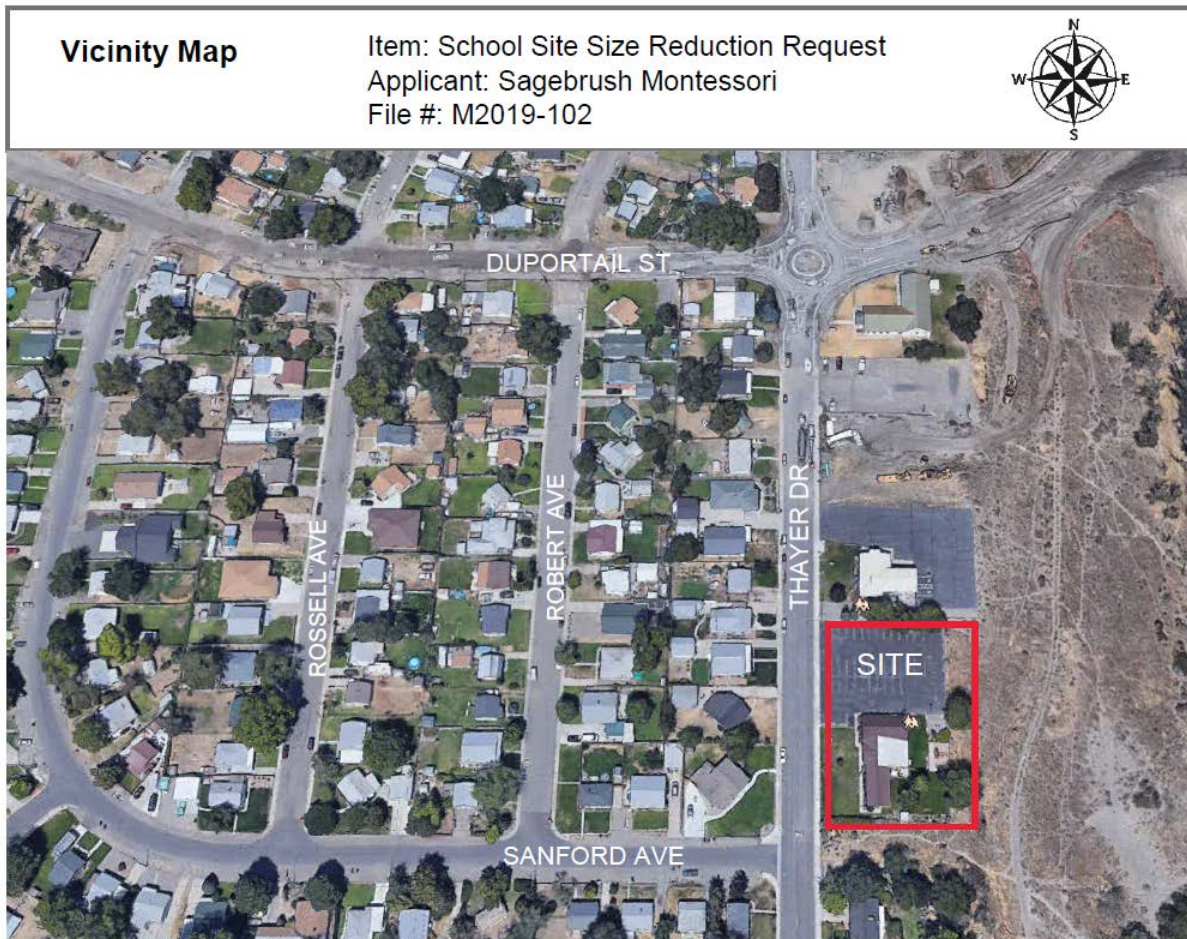 Vicinity Map
Item: School Site Size Reduction Request
Applicant: Sagebrush Montessori
File #: M2019-102
N
W E
S
DUPORTAIL ST
ROSSELL AVE
ROBERT AVE
THAYER DR
SITE
SANFORD AVE